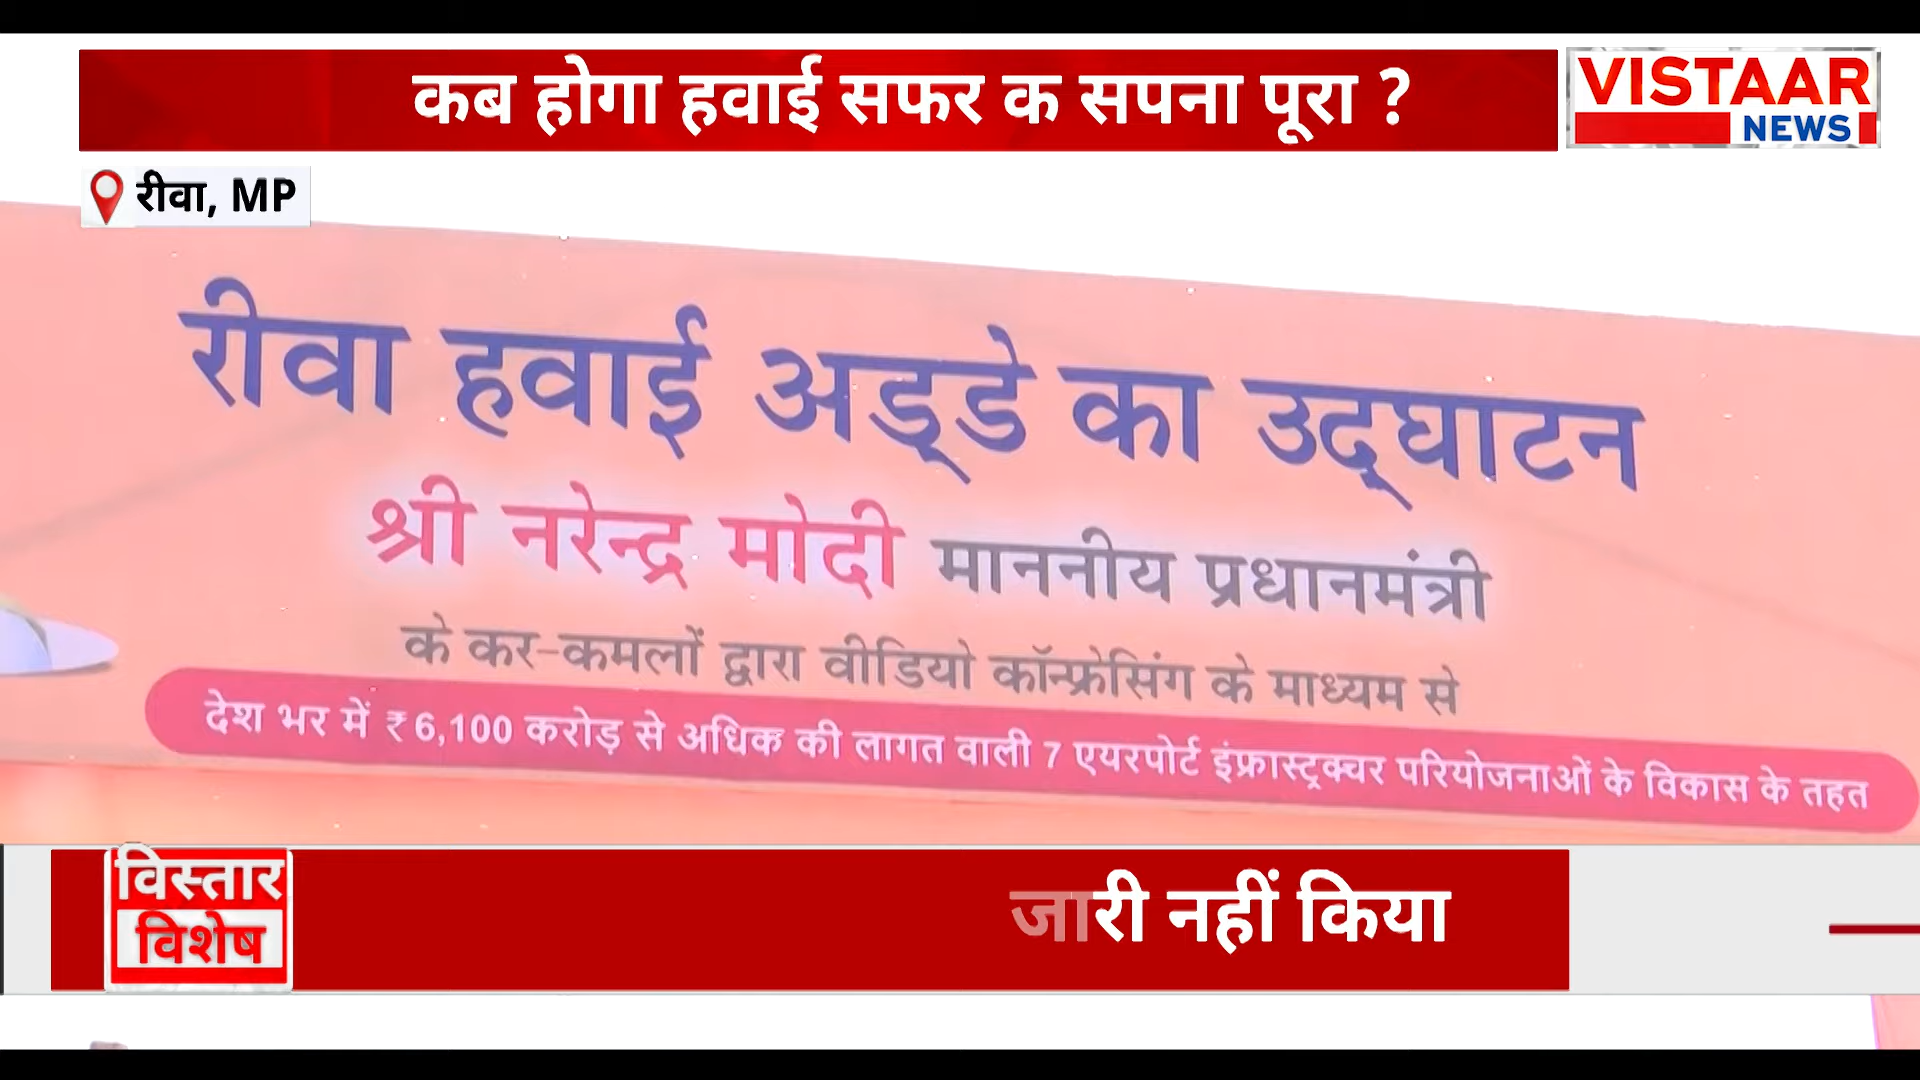 कब होगा हवाई सफर क सपना पूरा ?
VISTAAR
NEWS
रीवा, MP
रीवा हवाई अड्डे का उद्घाटन
श्री नरेन्द्र मोदी माननीय प्रधानमंत्री
के कर-कमलों द्वारा वीडियो कॉन्फ्रेसिंग के माध्यम से
देश भर में ₹6,100 करोड़ से अधिक की लागत वाली 7 एयरपोर्ट इंफ्रास्ट्रक्चर परियोजनाओं के विकास के तहत
विस्तार
विशेष
जारी नहीं किया